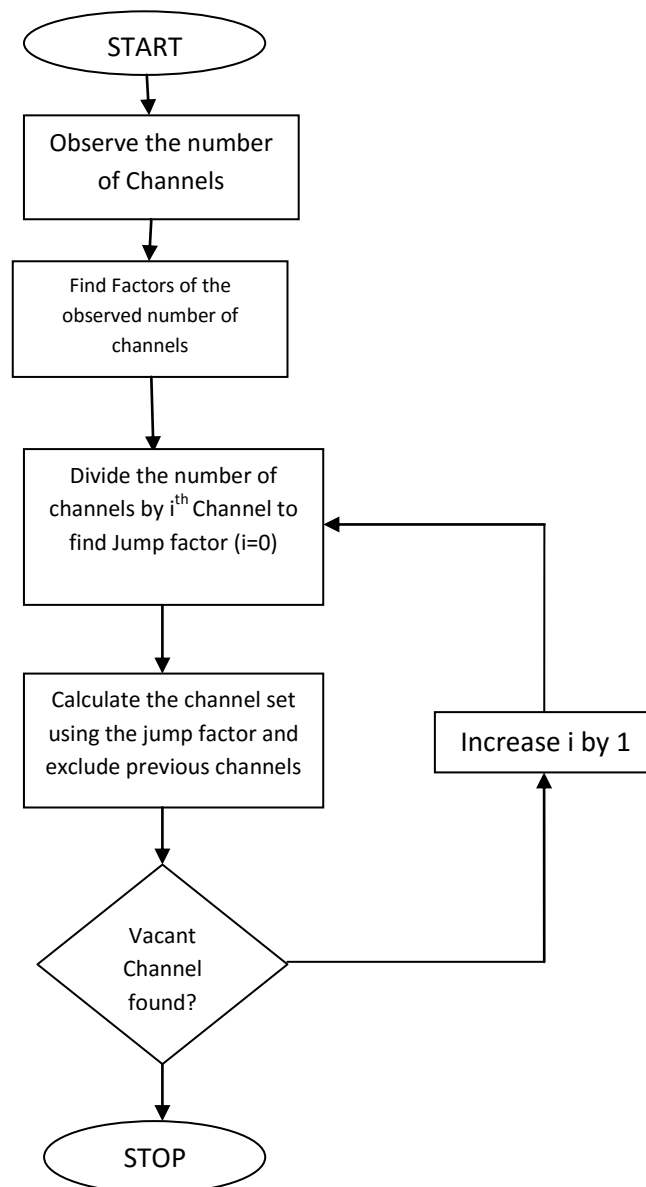 START
Observe the number
of Channels
Find Factors of the
observed number of
channels
Divide the number of
channels by iᵗʰ Channel to
find Jump factor (i=0)
Calculate the channel set
using the jump factor and
exclude previous channels
Increase i by 1
Vacant
Channel
found?
STOP